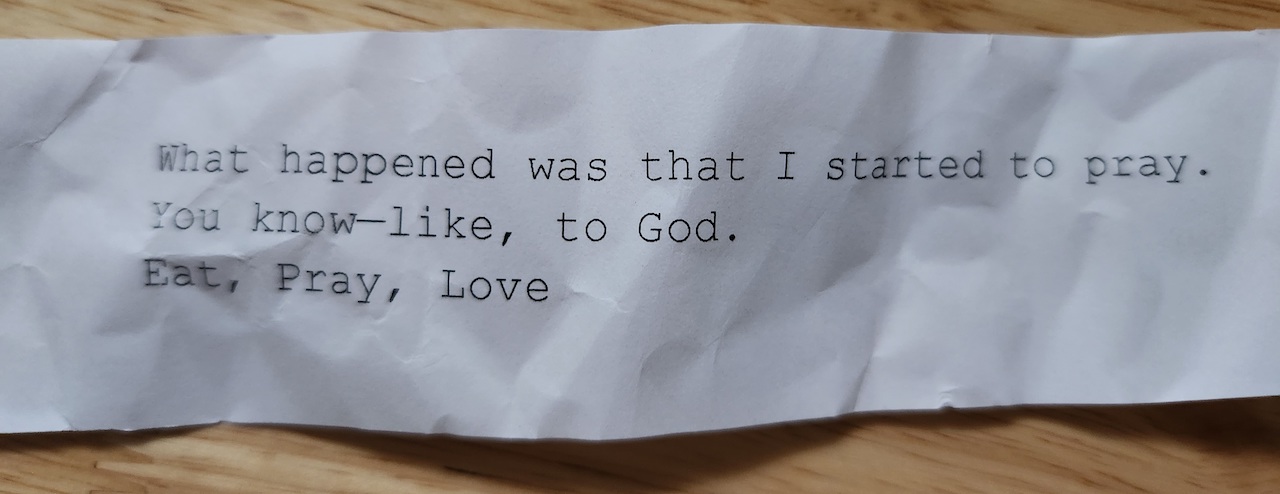 What happened was that I started to pray.
You know—like, to God.
Eat, Pray, Love